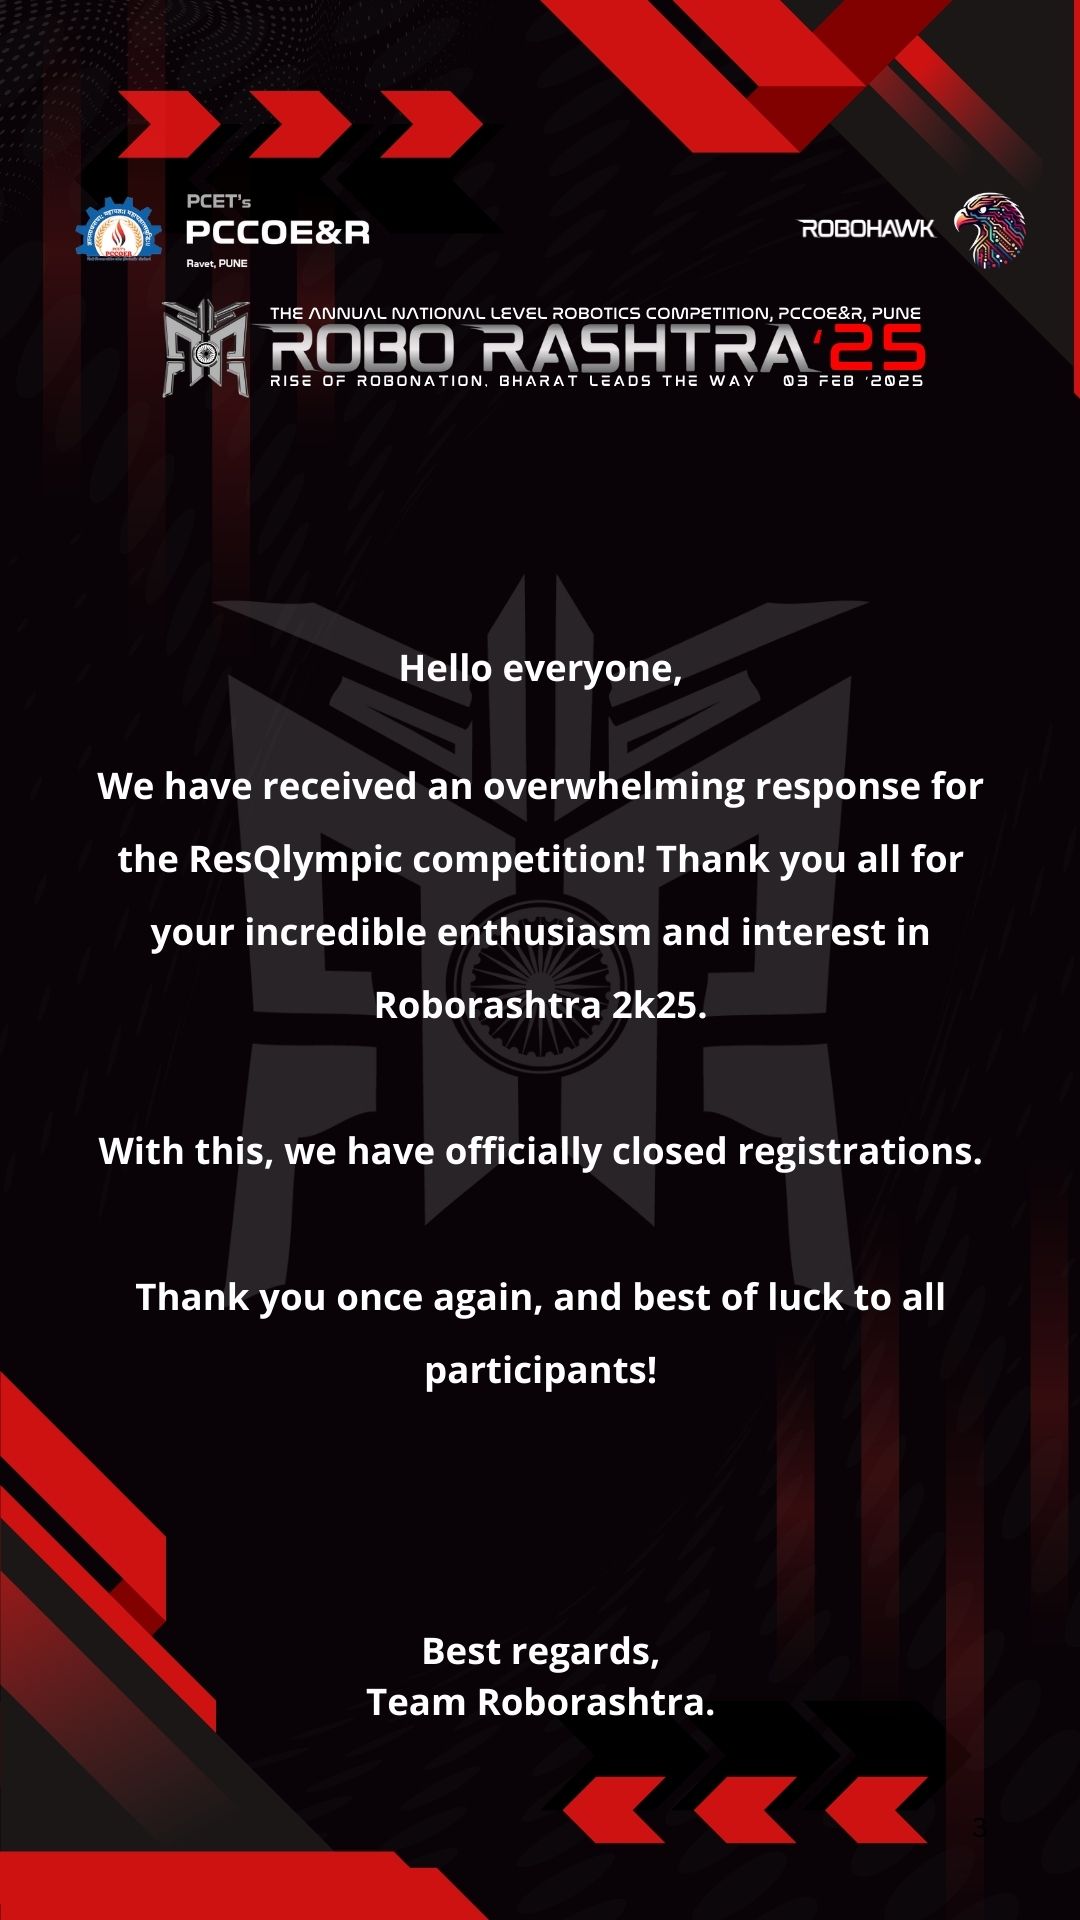 PCET's
PCCOE&R
Ravet, PUNE
ROBOHAWK
THE ANNUAL NATIONAL LEVEL ROBOTICS COMPETITION, PCCOE&R, PUNE
ROBO RASHTRA ‘25
RISE OF ROBONATION. BHARAT LEADS THE WAY 03 FEB '2025
Hello everyone,
We have received an overwhelming response for
the ResQlympic competition! Thank you all for
your incredible enthusiasm and interest in
Roborashtra 2k25.
With this, we have officially closed registrations.
Thank you once again, and best of luck to all
participants!
Best regards,
Team Roborashtra.
3